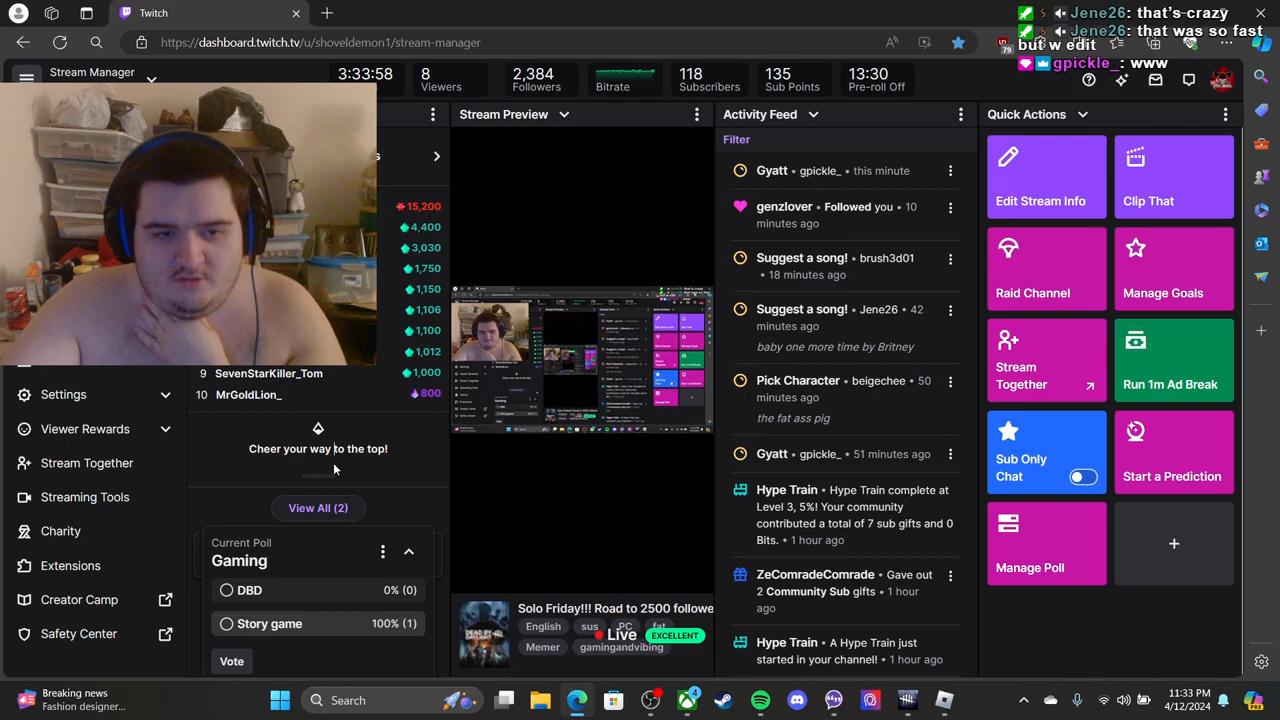 Twitch
Jene26: that's crazy
Jene26: that was so fast
but w edit
gpickle_: www
https://dashboard.twitch.tv/u/shoveldemon1/stream-manager
79
Stream Manager
3:33:58
8
Viewers
2,384
Followers
Bitrate
118
Subscribers
135
Sub Points
13:30
Pre-roll Off
15,200
4,400
3,030
1,750
1,150
1,106
1,100
1,012
9 SevenStarKiller_Tom 1,000
10 MrGoldLion_ 800
Cheer your way to the top!
View All (2)
Current Poll
Gaming
DBD 0% (0)
Story game 100% (1)
Vote
Settings
Viewer Rewards
Stream Together
Streaming Tools
Charity
Extensions
Creator Camp
Safety Center
Stream Preview
Solo Friday!!! Road to 2500 followe
English sus PC fat
Live EXCELLENT
Memer gamingandvibing
Activity Feed
Filter
Gyatt • gpickle_ • this minute
genzlover • Followed you • 10
minutes ago
Suggest a song! • brush3d01
• 18 minutes ago
Suggest a song! • Jene26 • 42
minutes ago
baby one more time by Britney
Pick Character • beiechee • 50
minutes ago
the fat ass pig
Gyatt • gpickle_ • 51 minutes ago
Hype Train • Hype Train complete at
Level 3, 5%! Your community
contributed a total of 7 sub gifts and 0
Bits. • 1 hour ago
ZeComradeComrade • Gave out
2 Community Sub gifts • 1 hour
ago
Hype Train • A Hype Train just
started in your channel! • 1 hour ago
Quick Actions
Edit Stream Info
Clip That
Raid Channel
Manage Goals
Stream
Together
Run 1m Ad Break
Sub Only
Chat
Start a Prediction
Manage Poll
Breaking news
Fashion designer...
Search
4
11:33 PM
4/12/2024